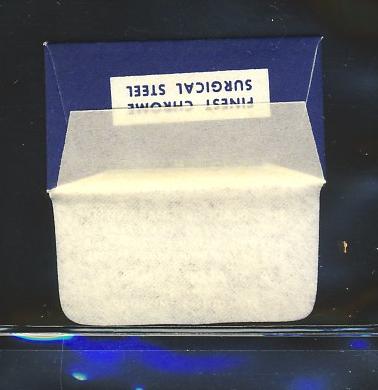 FINEST CHROME
SURGICAL STEEL